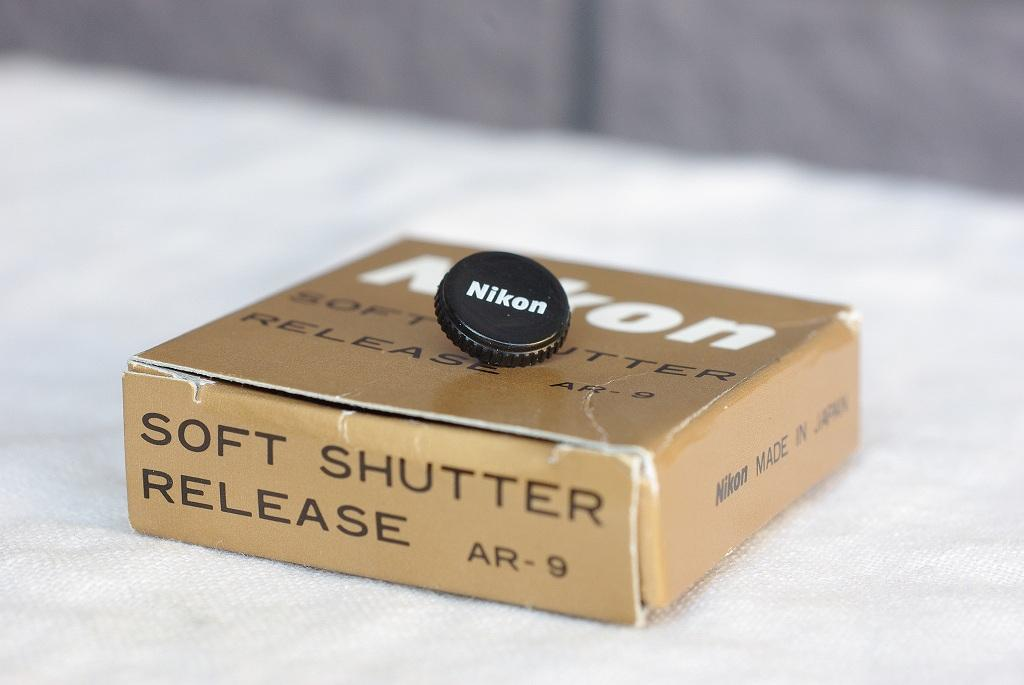 Nikon
Nikon
SOFT SHUTTER
RELEASE AR-9
SOFT SHUTTER
RELEASE AR-9
Nikon MADE IN JAPAN